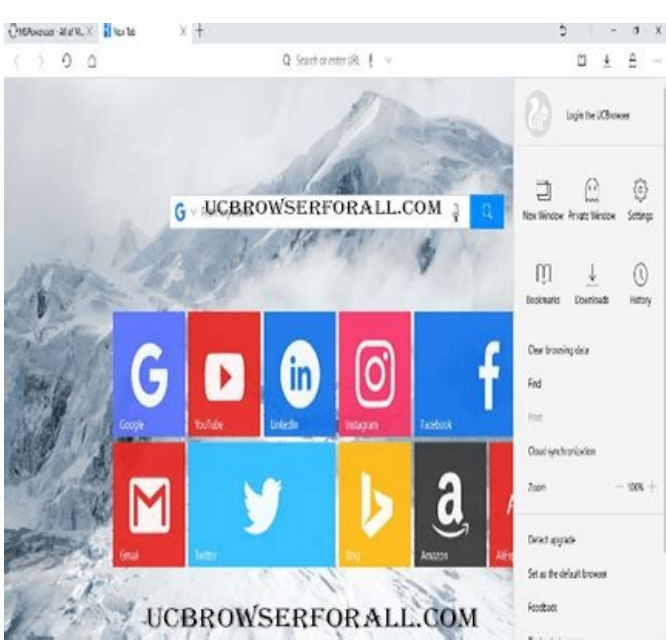 New Tab
Search or enter URL
Login the UCBrowser
G UCBROWSERFORALL.COM
New Window Private Window Settings
Bookmarks Downloads History
Clear browsing data
Find
Print
Cloud synchronization
Zoom — 100% +
Detect upgrade
Set as the default browser
Feedback
in
Google YouTube LinkedIn Instagram Facebook
a
Gmail Twitter Bing Amazon
UCBROWSERFORALL.COM